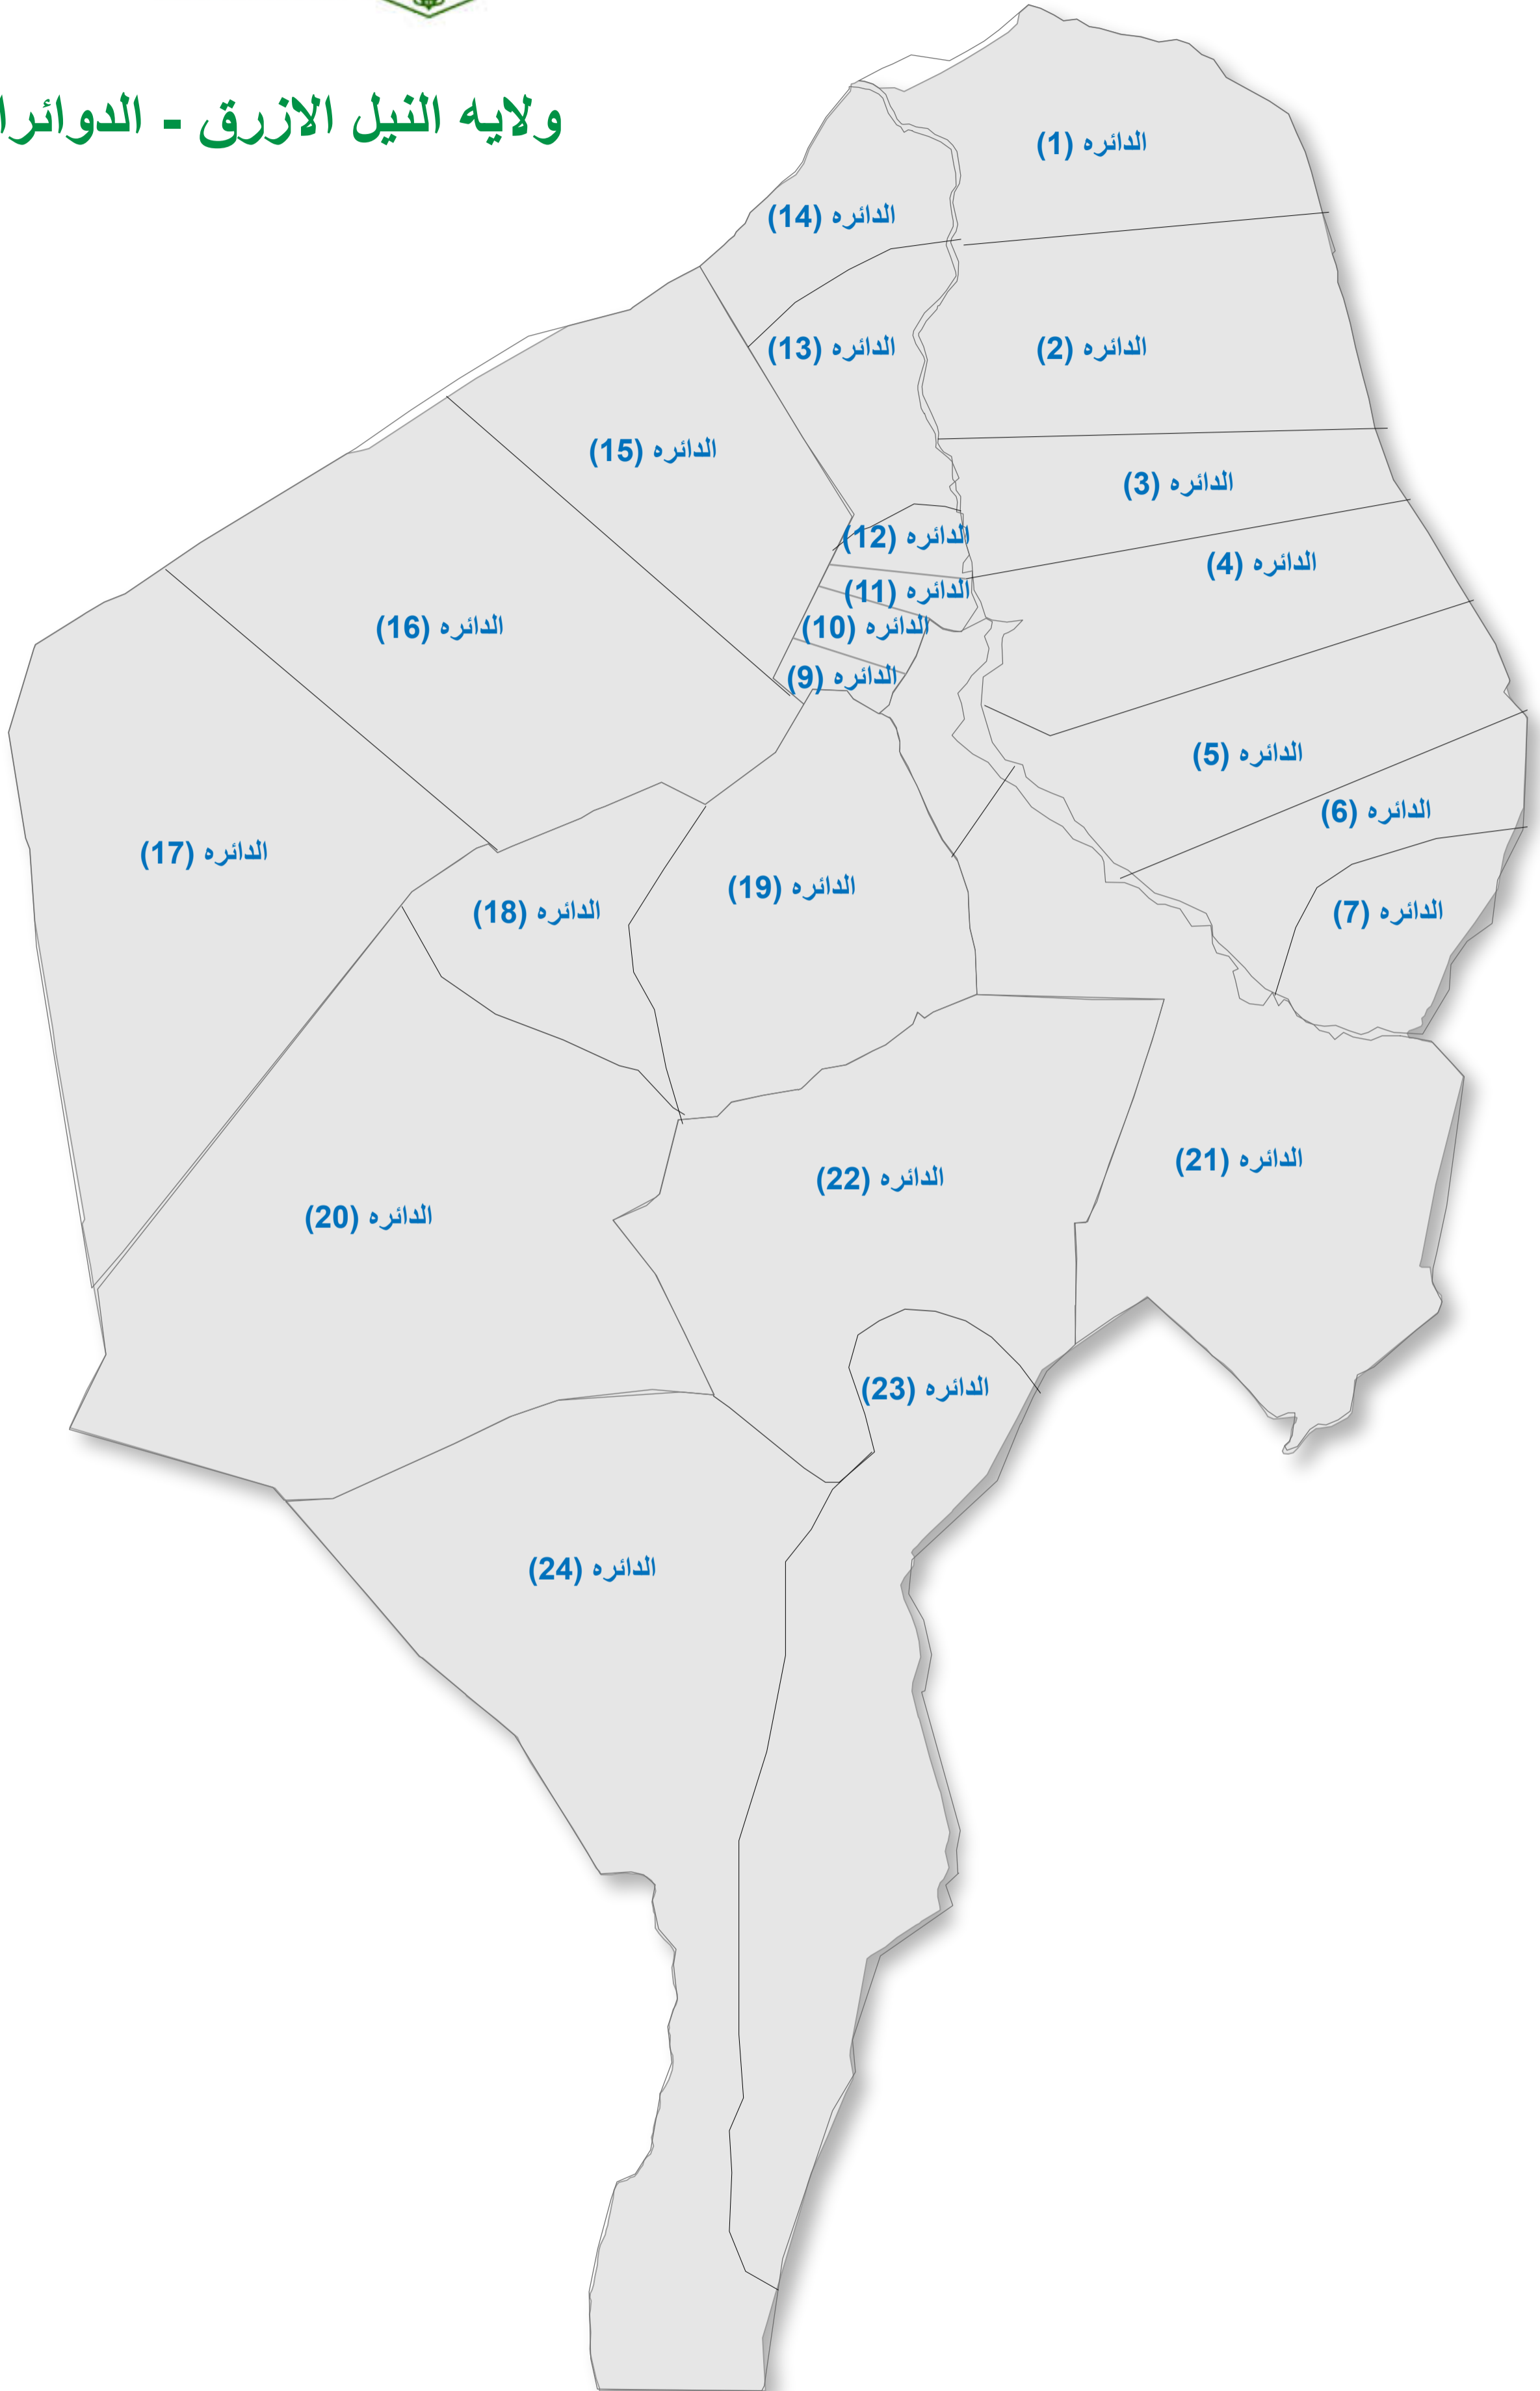 ولايه النيل الازرق - الدوائر
الدائره (1)
الدائره (14)
الدائره (13)
الدائره (2)
الدائره (15)
الدائره (3)
الدائره (12)
الدائره (4)
الدائره (11)
الدائره (10)
الدائره (16)
الدائره (9)
الدائره (5)
الدائره (6)
الدائره (17)
الدائره (19)
الدائره (18)
الدائره (7)
الدائره (21)
الدائره (22)
الدائره (20)
الدائره (23)
الدائره (24)